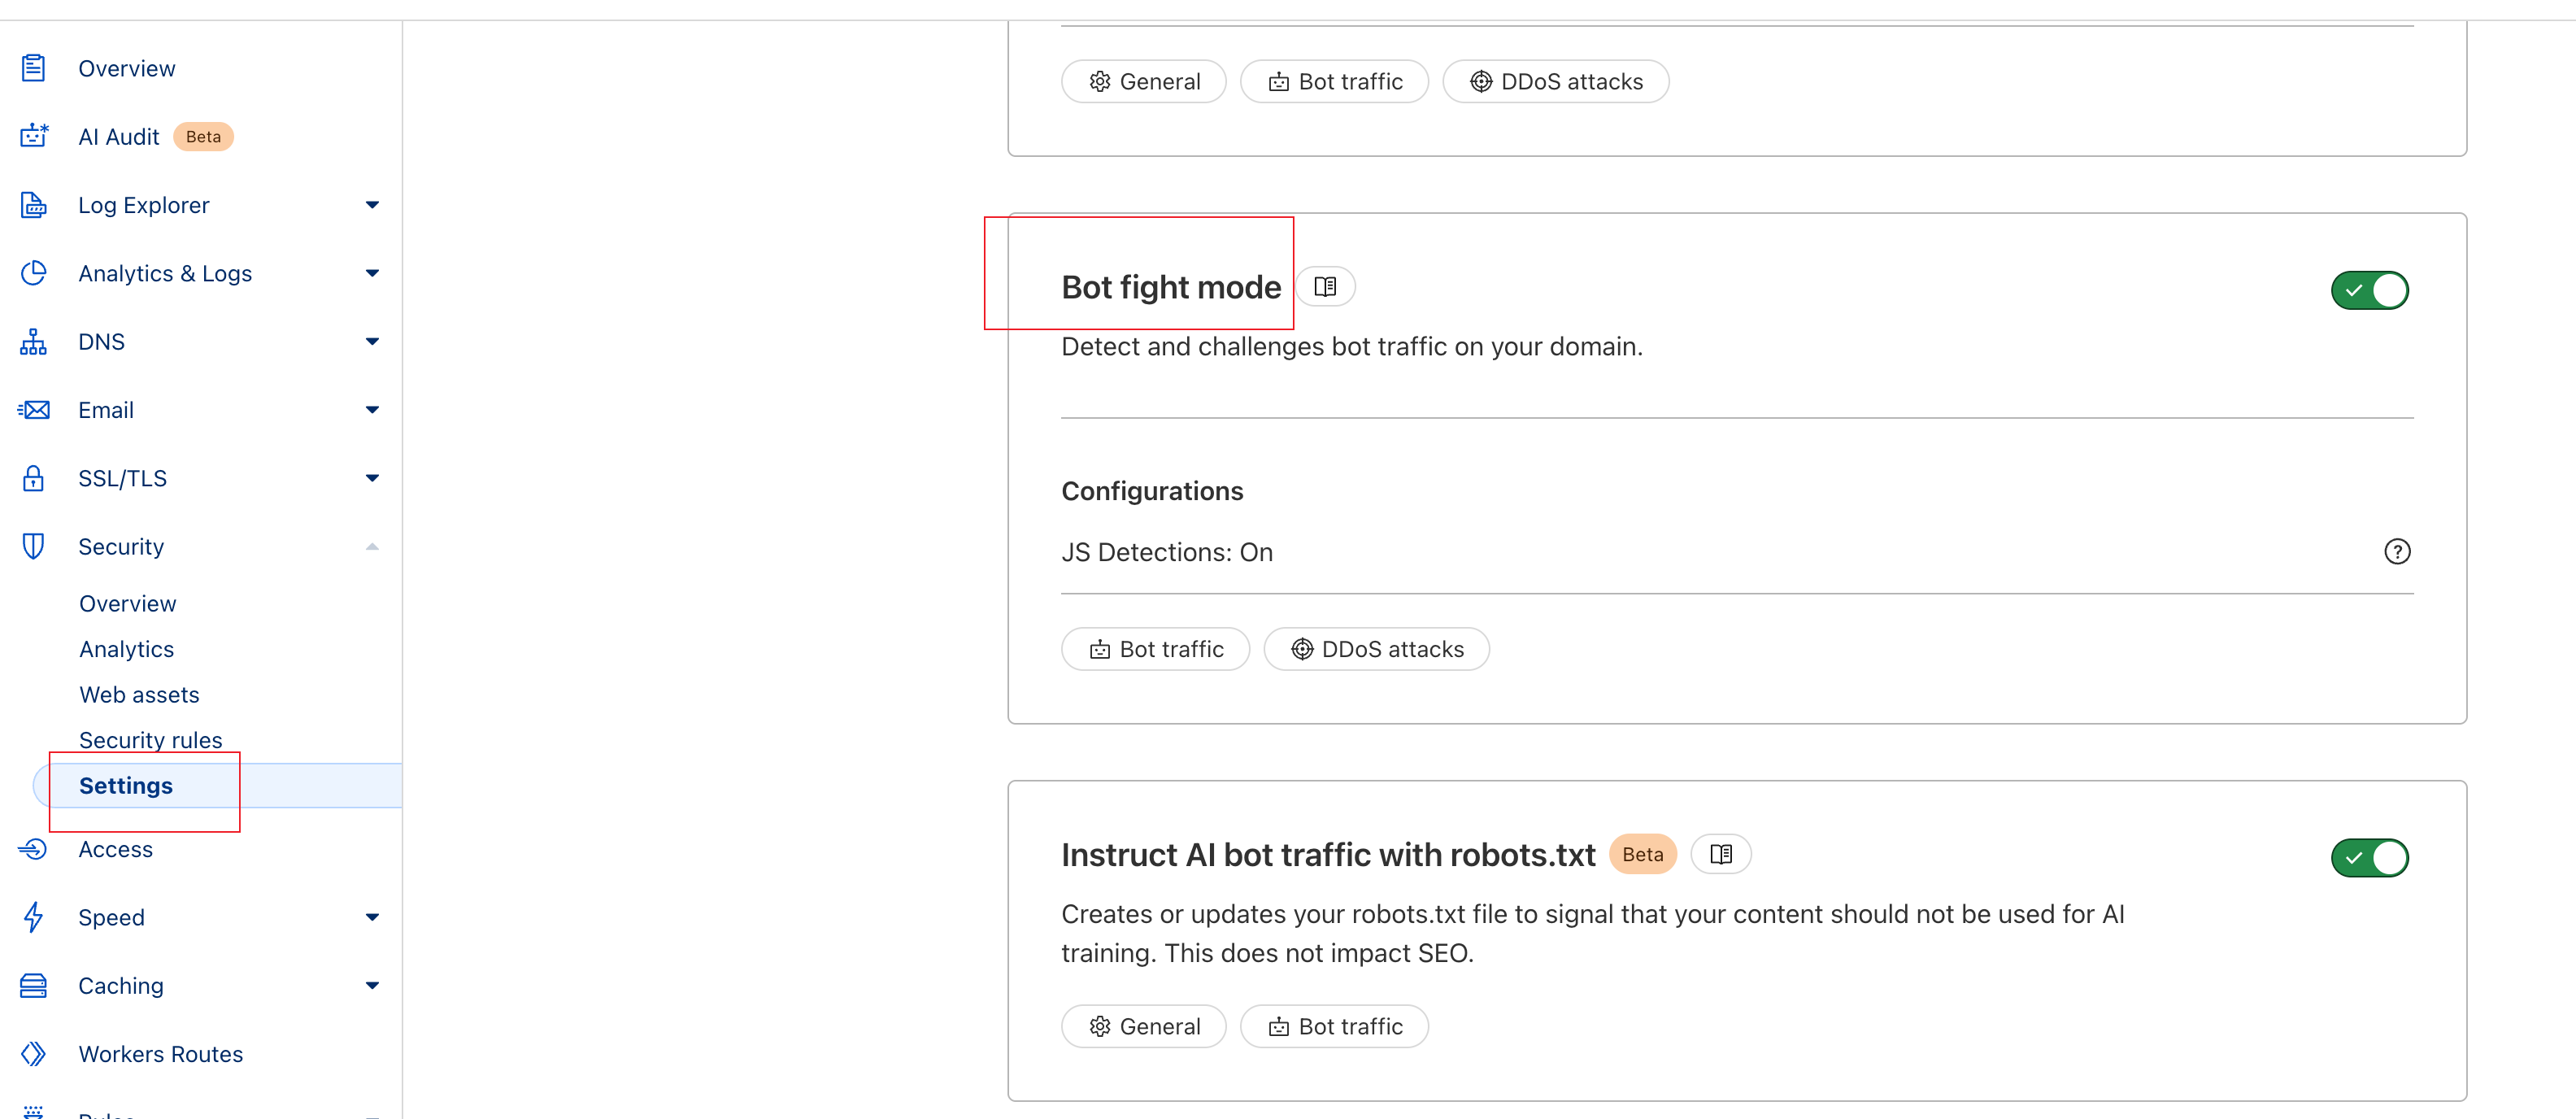 Overview
AI Audit Beta
Log Explorer
Analytics & Logs
DNS
Email
SSL/TLS
Security
Overview
Analytics
Web assets
Security rules
Settings
Access
Speed
Caching
Workers Routes
General Bot traffic DDoS attacks
Bot fight mode
Detect and challenges bot traffic on your domain.
Configurations
JS Detections: On
Bot traffic DDoS attacks
Instruct AI bot traffic with robots.txt Beta
Creates or updates your robots.txt file to signal that your content should not be used for AI
training. This does not impact SEO.
General Bot traffic